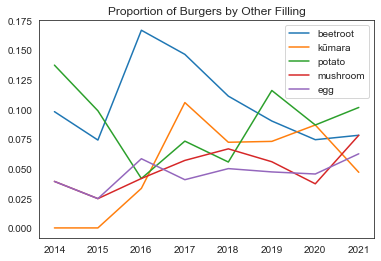 Proportion of Burgers by Other Filling
0.175
0.150
0.125
0.100
0.075
0.050
0.025
0.000
beetroot
kūmara
potato
mushroom
egg
2014 2015 2016 2017 2018 2019 2020 2021